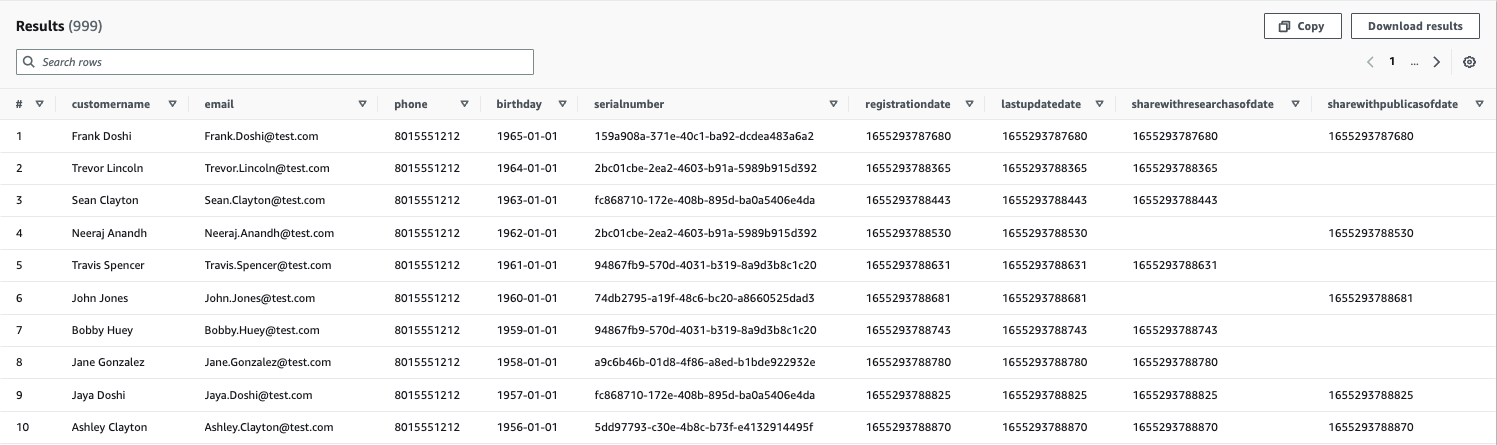 Results (999)
Copy
Download results
Search rows
1 ...
# customername email phone birthday serialnumber registrationdate lastupdatedate sharewithresearchasofdate sharewithpublicasofdate
1 Frank Doshi Frank.Doshi@test.com 8015551212 1965-01-01 159a908a-371e-40c1-ba92-dcdea483a6a2 1655293787680 1655293787680 1655293787680 1655293787680
2 Trevor Lincoln Trevor.Lincoln@test.com 8015551212 1964-01-01 2bc01cbe-2ea2-4603-b91a-5989b915d392 1655293788365 1655293788365 1655293788365
3 Sean Clayton Sean.Clayton@test.com 8015551212 1963-01-01 fc868710-172e-408b-895d-ba0a5406e4da 1655293788443 1655293788443 1655293788443
4 Neeraj Anandh Neeraj.Anandh@test.com 8015551212 1962-01-01 2bc01cbe-2ea2-4603-b91a-5989b915d392 1655293788530 1655293788530 1655293788530
5 Travis Spencer Travis.Spencer@test.com 8015551212 1961-01-01 94867fb9-570d-4031-b319-8a9d3b8c1c20 1655293788631 1655293788631 1655293788631
6 John Jones John.Jones@test.com 8015551212 1960-01-01 74db2795-a19f-48c6-bc20-a8660525dad3 1655293788681 1655293788681 1655293788681
7 Bobby Huey Bobby.Huey@test.com 8015551212 1959-01-01 94867fb9-570d-4031-b319-8a9d3b8c1c20 1655293788743 1655293788743 1655293788743
8 Jane Gonzalez Jane.Gonzalez@test.com 8015551212 1958-01-01 a9c6b46b-01d8-4f86-a8ed-b1bde922932e 1655293788780 1655293788780 1655293788780
9 Jaya Doshi Jaya.Doshi@test.com 8015551212 1957-01-01 fc868710-172e-408b-895d-ba0a5406e4da 1655293788825 1655293788825 1655293788825 1655293788825
10 Ashley Clayton Ashley.Clayton@test.com 8015551212 1956-01-01 5dd97793-c30e-4b8c-b73f-e4132914495f 1655293788870 1655293788870 1655293788870 1655293788870